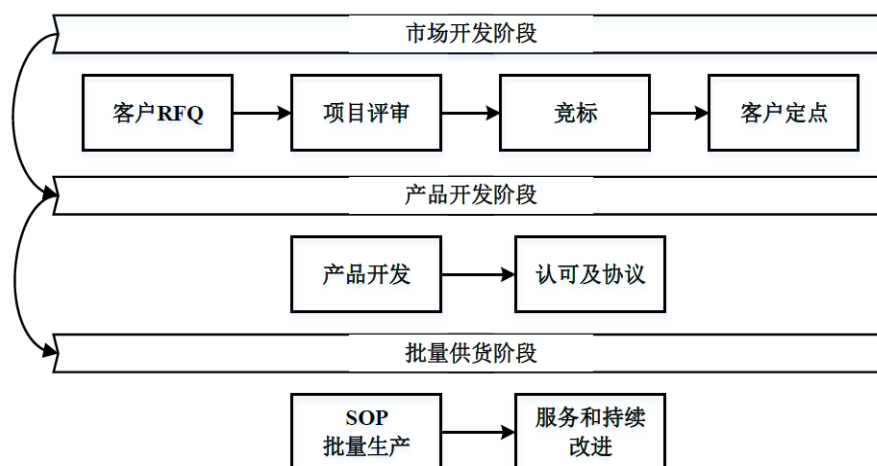 市场开发阶段
客户RFQ
项目评审
竞标
客户定点
产品开发阶段
产品开发
认可及协议
批量供货阶段
SOP
批量生产
服务和持续
改进